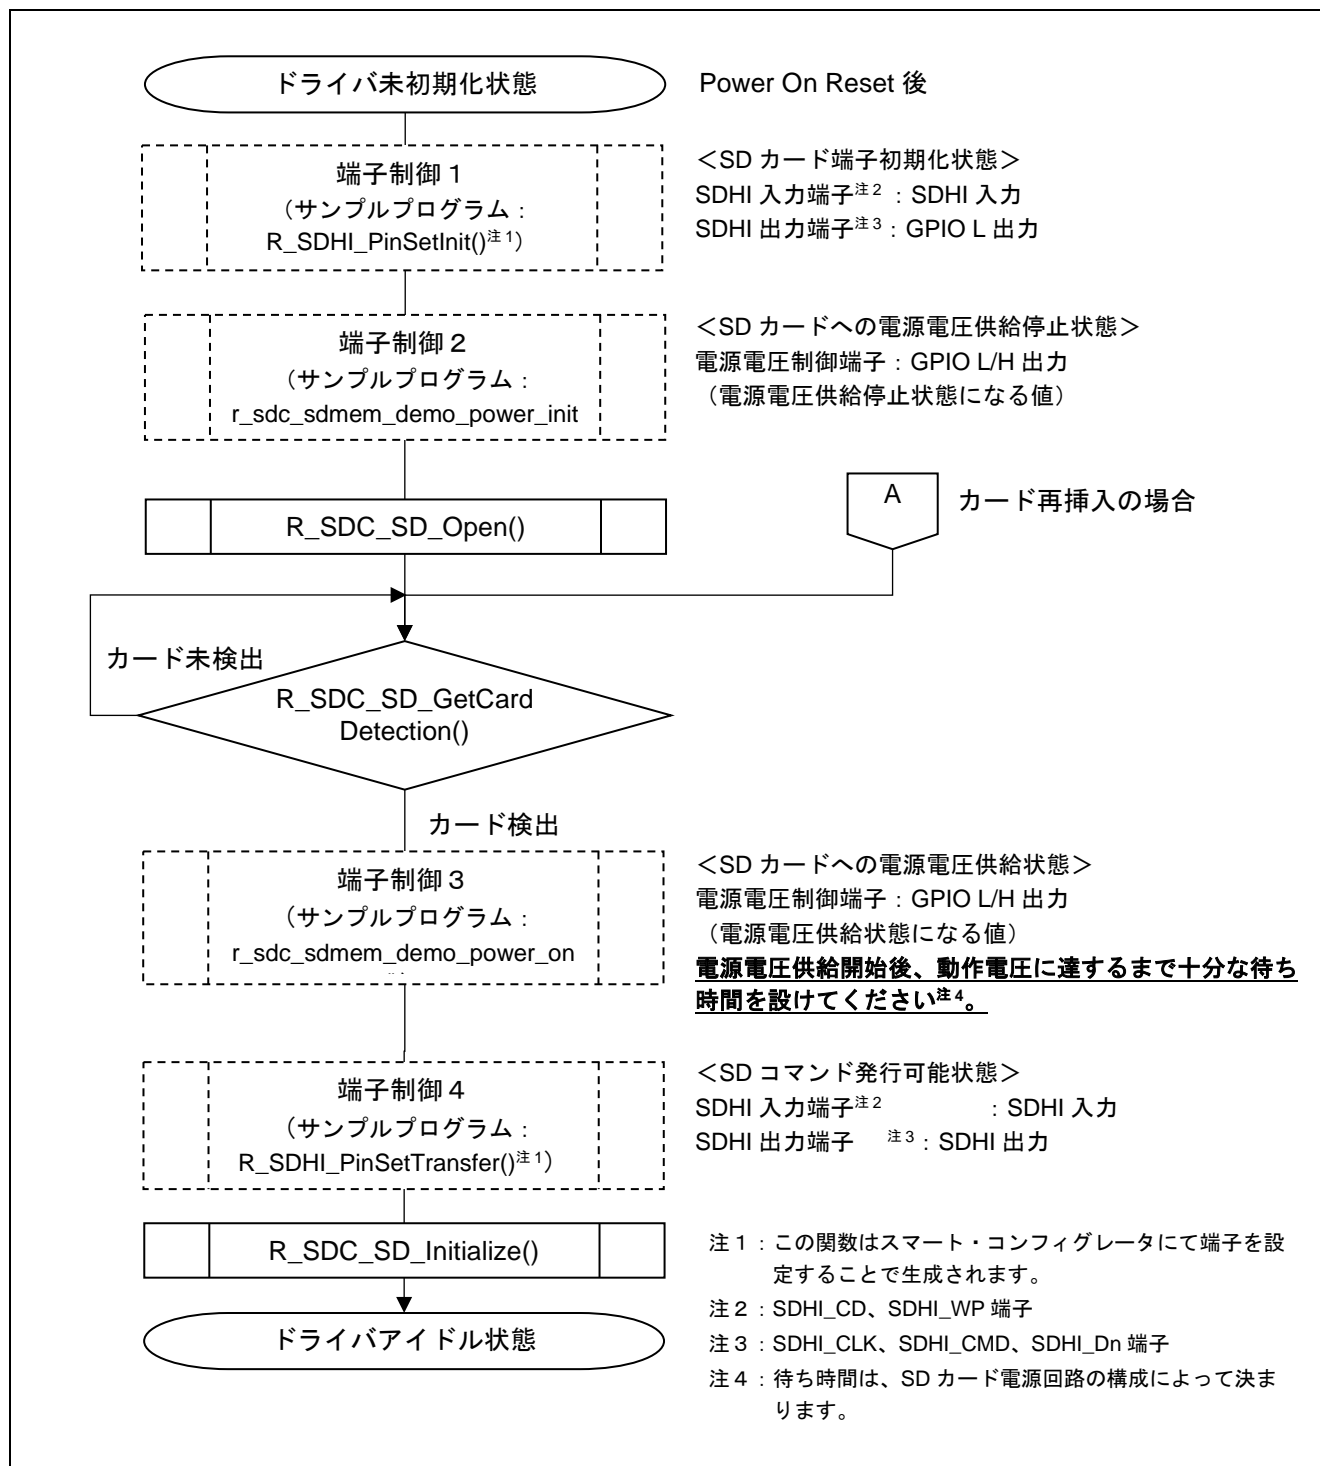 ドライバ未初期化状態
Power On Reset 後
端子制御１
（サンプルプログラム：
R_SDHI_PinSetInit()注１）
＜SD カード端子初期化状態＞
SDHI 入力端子注２：SDHI 入力
SDHI 出力端子注３：GPIO L 出力
端子制御２
（サンプルプログラム：
r_sdc_sdmem_demo_power_init
＜SD カードへの電源電圧供給停止状態＞
電源電圧制御端子：GPIO L/H 出力
（電源電圧供給停止状態になる値）
R_SDC_SD_Open()
A
カード再挿入の場合
カード未検出
R_SDC_SD_GetCard
Detection()
カード検出
端子制御３
（サンプルプログラム：
r_sdc_sdmem_demo_power_on
＜SD カードへの電源電圧供給状態＞
電源電圧制御端子：GPIO L/H 出力
（電源電圧供給状態になる値）
電源電圧供給開始後、動作電圧に達するまで十分な待ち
時間を設けてください注４。
端子制御４
（サンプルプログラム：
R_SDHI_PinSetTransfer()注１）
＜SD コマンド発行可能状態＞
SDHI 入力端子注２ ：SDHI 入力
SDHI 出力端子 注３：SDHI 出力
R_SDC_SD_Initialize()
ドライバアイドル状態
注１：この関数はスマート・コンフィグレータにて端子を設
定することで生成されます。
注２：SDHI_CD、SDHI_WP 端子
注３：SDHI_CLK、SDHI_CMD、SDHI_Dn 端子
注４：待ち時間は、SD カード電源回路の構成によって決ま
ります。